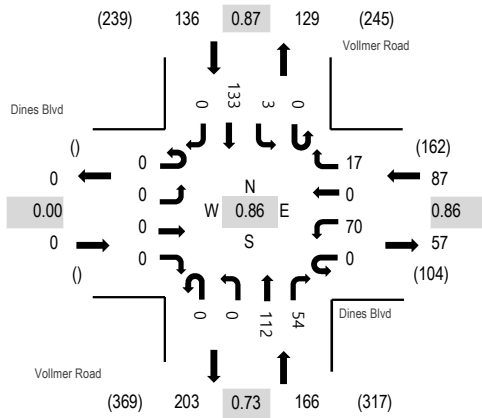 (239) 136 0.87 129 (245)
Vollmer Road
Dines Blvd
0 133 3 0
() 0 17 (162)
0 0 0 87
0.00 0 N 70 0.86
W 0.86 E
0 0 S 0 57
() (104)
0 0 112 54
Dines Blvd
Vollmer Road
(369) 203 0.73 166 (317)